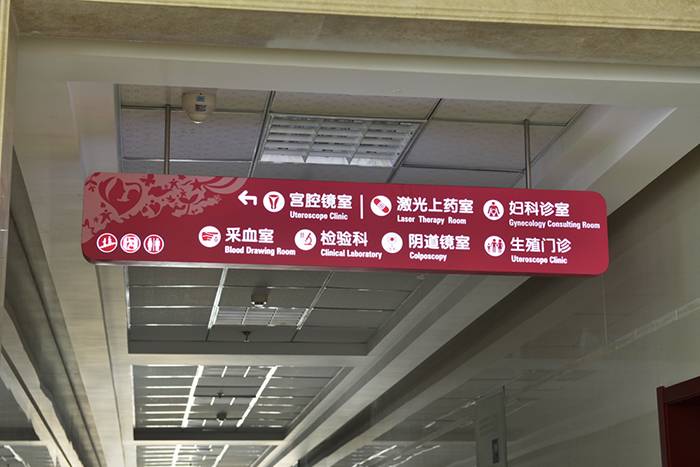 宫腔镜室 激光上药室 妇科诊室
Uteroscope Clinic Laser Therapy Room Gynecology Consulting Room
采血室 检验科 阴道镜室 生殖门诊
Blood Drawing Room Clinical Laboratory Colposcopy Uteroscope Clinic